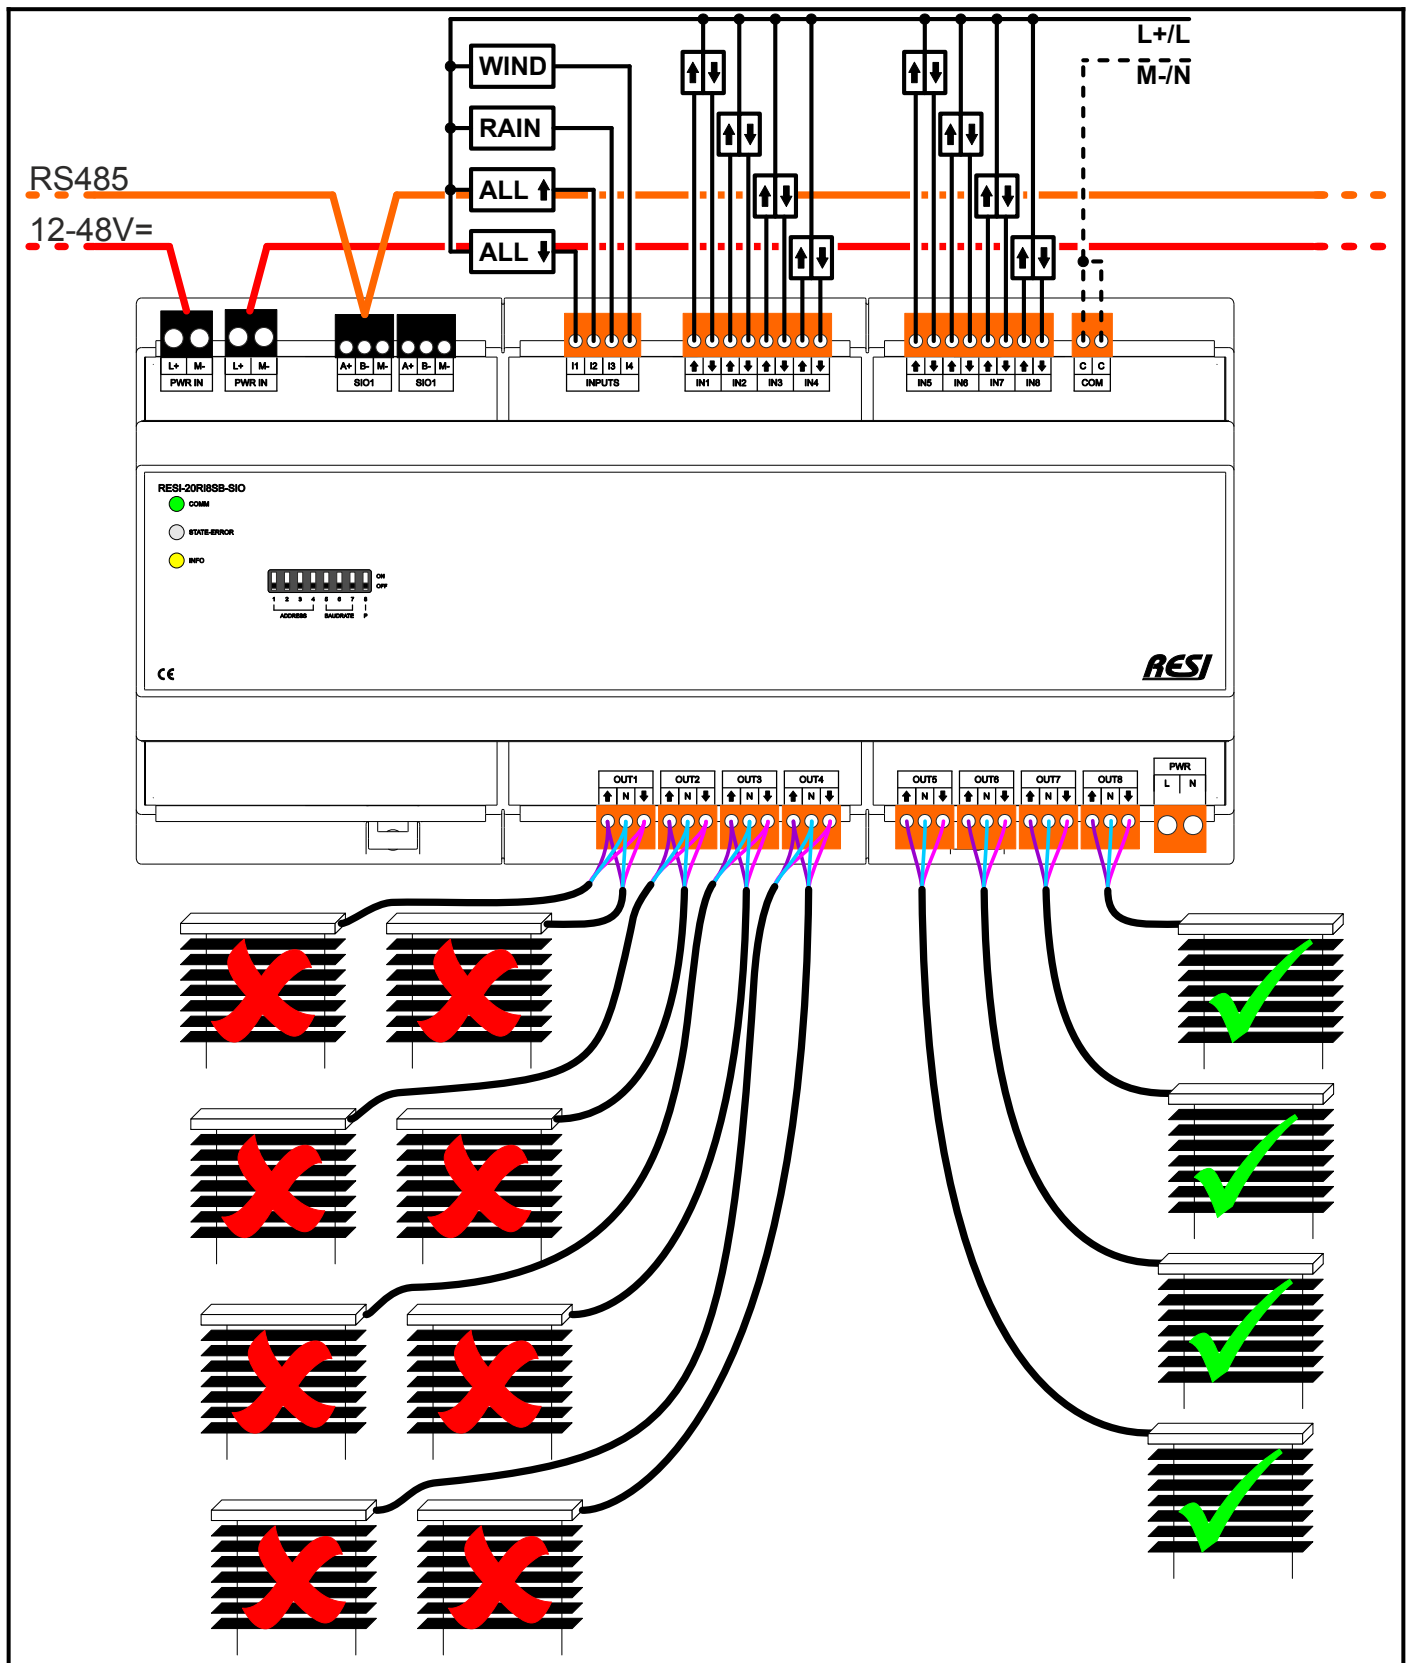 L+/L
WIND
M-/N
RAIN
RS485
ALL
12-48V=
ALL
L+ M- L+ M- A+ B- M- A+ B- M- I1 I2 I3 I4 C C
PWR IN PWR IN SIO1 SIO1 INPUTS IN1 IN2 IN3 IN4 IN5 IN6 IN7 IN8 COM
RESI-20RI8SB-SIO
COMM
STATE-ERROR
INFO
ON
OFF
1 2 3 4 5 6 7 8
ADDRESS BAUDRATE P
CE
RESI
PWR
OUT1 OUT2 OUT3 OUT4 OUT5 OUT6 OUT7 OUT8
L N
N N N N N N N N